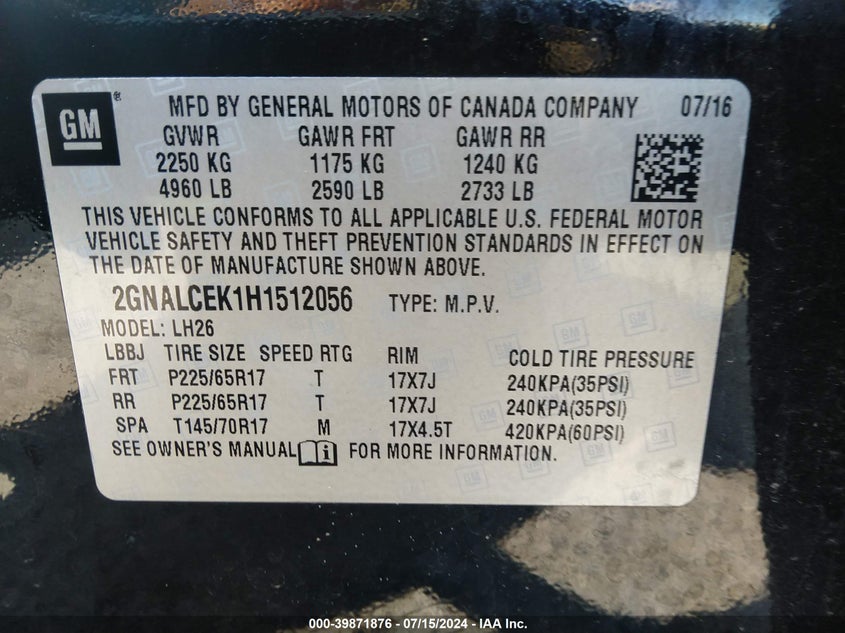 GM ® MFD BY GENERAL MOTORS OF CANADA COMPANY 07/16
GVWR GAWR FRT GAWR RR
2250 KG 1175 KG 1240 KG
4960 LB 2590 LB 2733 LB
THIS VEHICLE CONFORMS TO ALL APPLICABLE U.S. FEDERAL MOTOR
VEHICLE SAFETY AND THEFT PREVENTION STANDARDS IN EFFECT ON
THE DATE OF MANUFACTURE SHOWN ABOVE.
2GNALCEK1H1512056 TYPE: M.P.V.
MODEL: LH26
LBBJ TIRE SIZE SPEED RTG RIM COLD TIRE PRESSURE
FRT P225/65R17 T 17X7J 240KPA(35PSI)
RR P225/65R17 T 17X7J 240KPA(35PSI)
SPA T145/70R17 M 17X4.5T 420KPA(60PSI)
SEE OWNER'S MANUAL i FOR MORE INFORMATION.
000-39871876 - 07/15/2024 - IAA Inc.